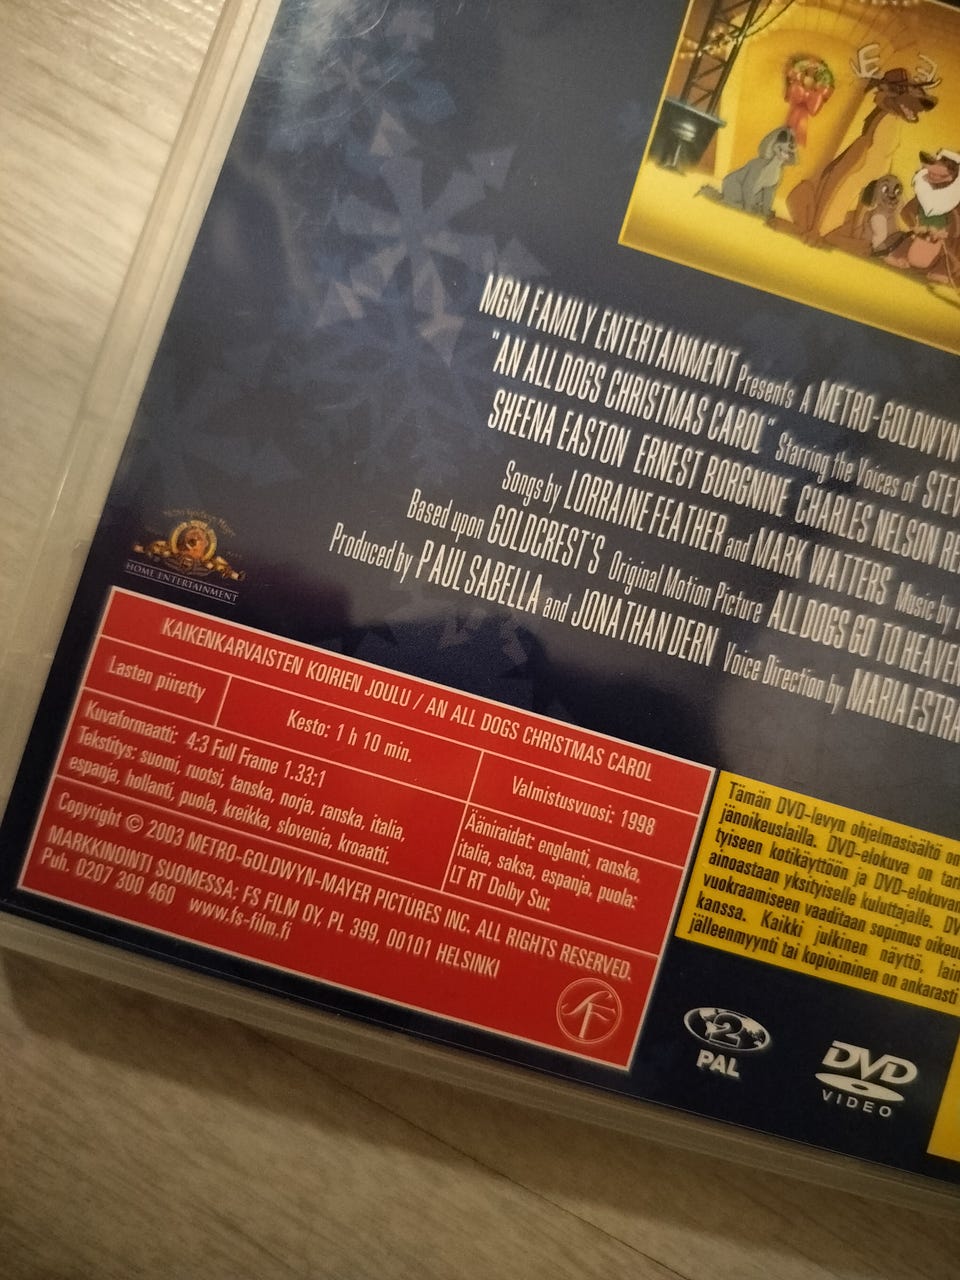 MGM FAMILY ENTERTAINMENT Presents A METRO-GOLDWYN
"AN ALL DOGS CHRISTMAS CAROL" Starring the Voices of
SHEENA EASTON ERNEST BORGNINE CHARLES NELSON
Songs by LORRAINE FEATHER and MARK WATTERS Music by
Based upon GOLDCREST'S Original Motion Picture ALL DOGS GO TO
Produced by PAUL SABELLA and JONATHAN DERN Voice Direction by MARIA
HOME ENTERTAINMENT
KAIKENKARVAISTEN KOIRIEN JOULU / AN ALL DOGS CHRISTMAS CAROL
Lasten piiretty
Kesto: 1 h 10 min.
Valmistusvuosi: 1998
Kuvaformaatti: 4:3 Full Frame 1.33:1
Tekstitys: suomi, ruotsi, tanska, norja, ranska, italia,
espanja, hollanti, puola, kreikka, slovenia, kroaatti.
Ääniraidat: englanti, ranska,
italia, saksa, espanja, puola:
LT RT Dolby Sur.
Copyright © 2003 METRO-GOLDWYN-MAYER PICTURES INC. ALL RIGHTS RESERVED.
MARKKINOINTI SUOMESSA: FS FILM OY, PL 399, 00101 HELSINKI
Puh. 0207 300 460 www.fs-film.fi
SF
Tämän DVD-levyn ohjelmasisältö on
jänoikeuslailla. DVD-elokuva on
tyiseen kotikäyttöön ja DVD-elokuvan
ainoastaan yksityiselle kuluttajalle.
vuokraamiseen vaaditaan sopimus
kanssa. Kaikki julkinen näyttö,
jälleenmyynti tai kopioiminen on ankarasti
2
PAL
DVD
VIDEO